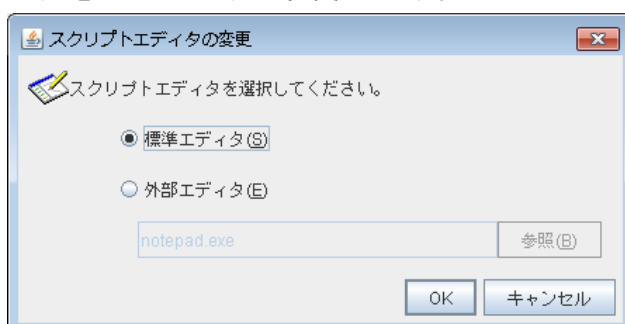 スクリプトエディタの変更
スクリプトエディタを選択してください。
標準エディタ(S)
外部エディタ(E)
notepad.exe 参照(B)
OK キャンセル